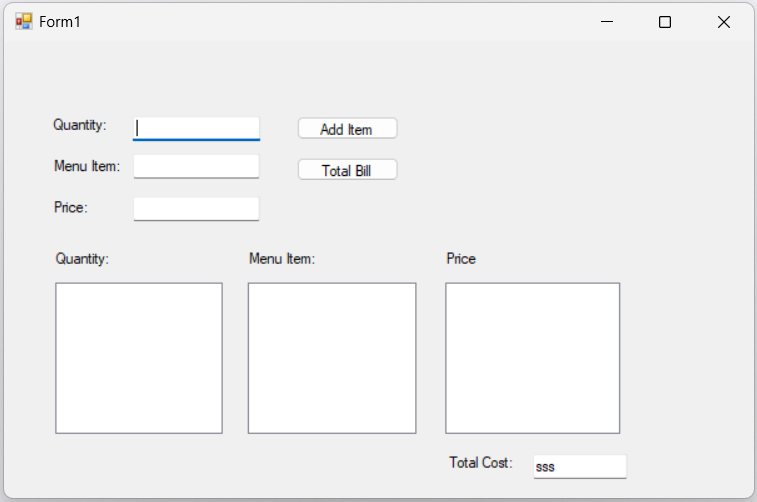 Form1
Quantity:
Add Item
Menu Item:
Total Bill
Price:
Quantity: Menu Item: Price
Total Cost: sss